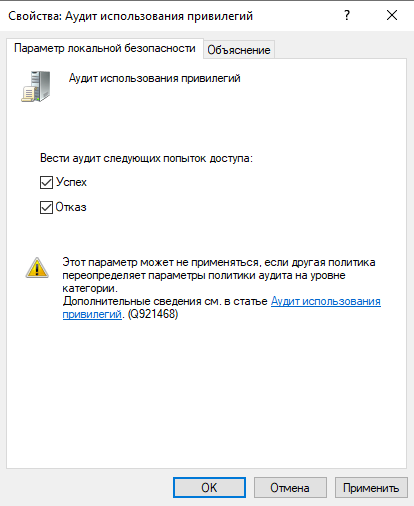 Свойства: Аудит использования привилегий ? ×
Параметр локальной безопасности Объяснение
Аудит использования привилегий
Вести аудит следующих попыток доступа:
Успех
Отказ
Этот параметр может не применяться, если другая политика
переопределяет параметры политики аудита на уровне
категории.
Дополнительные сведения см. в статье Аудит использования
привилегий. (Q921468)
OK Отмена Применить